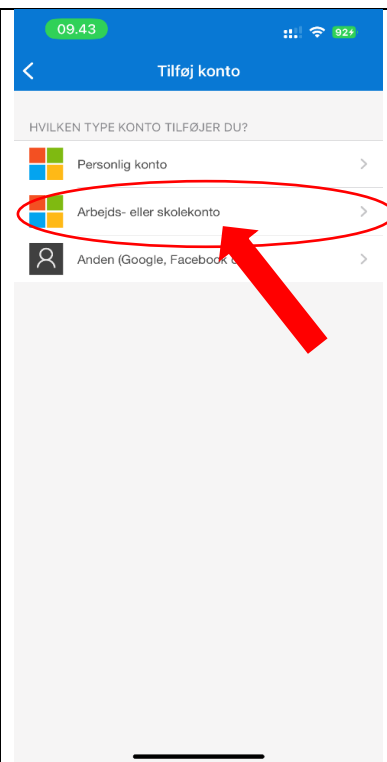 09.43
92
Tilføj konto
HVILKEN TYPE KONTO TILFØJER DU?
Personlig konto
Arbejds- eller skolekonto
Anden (Google, Facebook